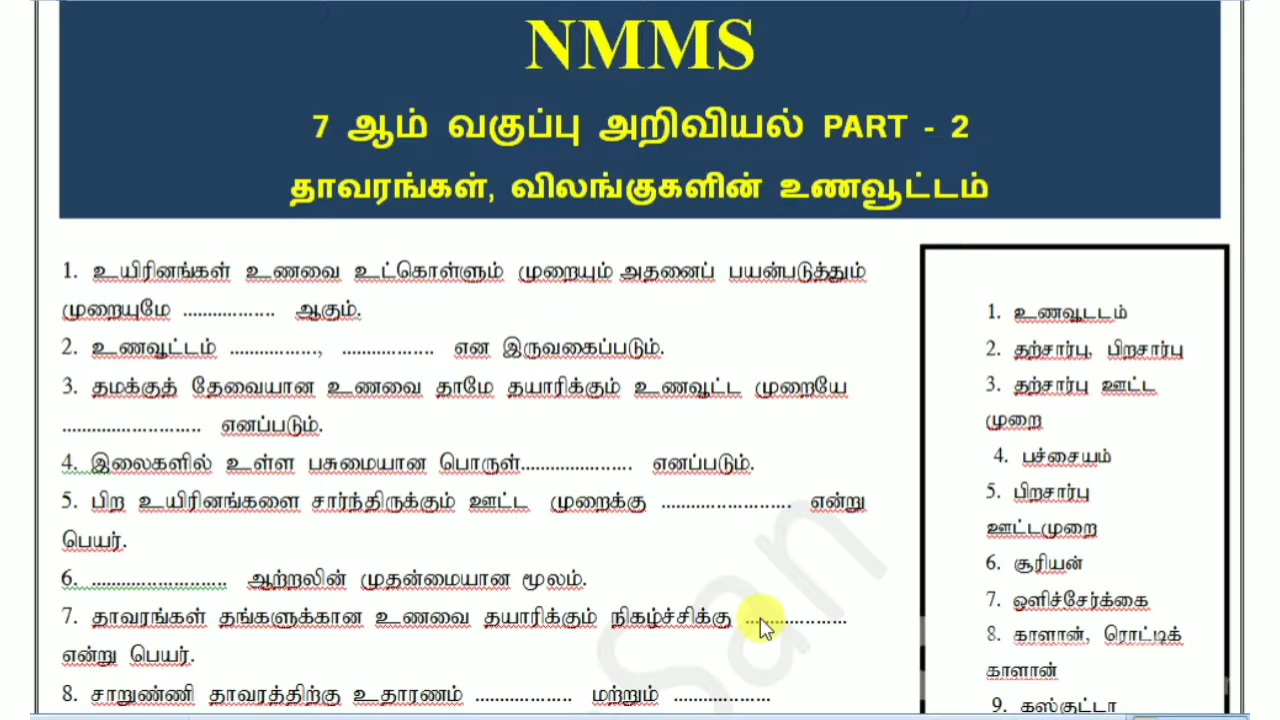 NMMS
7 ஆம் வகுப்பு அறிவியல் PART - 2
தாவரங்கள், விலங்குகளின் உணவூட்டம்
1. உயிரினங்கள் உணவை உட்கொள்ளும் முறையும் அதனைப் பயன்படுத்தும்
முறையுமே .................. ஆகும்.
2. உணவூட்டம் ................., .................. என இருவகைப்படும்.
3. தமக்குத் தேவையான உணவை தாமே தயாரிக்கும் உணவூட்ட முறையே
........................... எனப்படும்.
4. இலைகளில் உள்ள பசுமையான பொருள்...................... எனப்படும்.
5. பிற உயிரினங்களை சார்ந்திருக்கும் ஊட்ட முறைக்கு ......................... என்று
பெயர்.
6. .......................... ஆற்றலின் முதன்மையான மூலம்.
7. தாவரங்கள் தங்களுக்கான உணவை தயாரிக்கும் நிகழ்ச்சிக்கு ....................
என்று பெயர்.
8. சாறுண்ணி தாவரத்திற்கு உதாரணம் ................... மற்றும் ...................
1. உணவூடடம்
2. தற்சார்பு, பிறசார்பு
3. தற்சார்பு ஊட்ட
முறை
4. பச்சையம்
5. பிறசார்பு
ஊட்டமுறை
6. சூரியன்
7. ஒளிச்சேர்க்கை
8. காளான், ரொட்டிக்
காளான்
9. கஸ்குட்டா
San